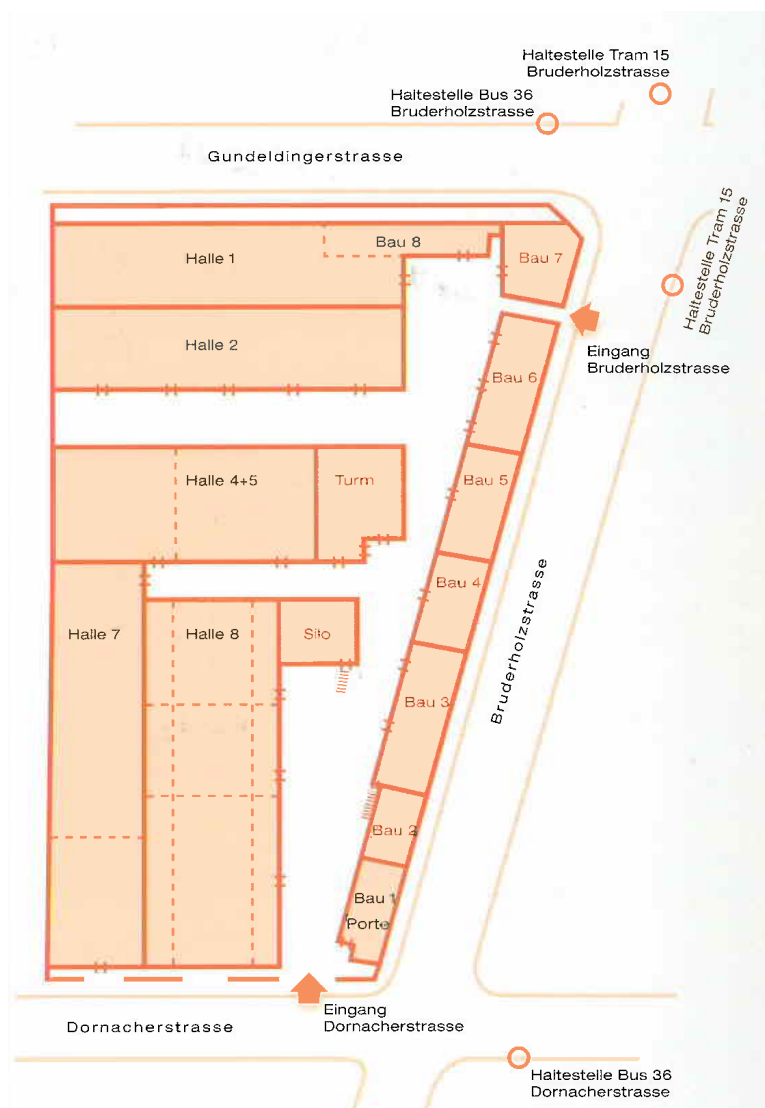 Haltestelle Tram 15
Bruderholzstrasse
Haltestelle Bus 36
Bruderholzstrasse
Gundeldingerstrasse
Haltestelle Tram 15
Bruderholzstrasse
Bau 8
Halle 1
Bau 7
Halle 2
Eingang
Bruderholzstrasse
Bau 6
Halle 4+5
Turm
Bau 5
Bau 4
Bruderholzstrasse
Halle 7
Halle 8
Silo
Bau 3
Bau 2
Bau 1
Porte
Eingang
Dornacherstrasse
Dornacherstrasse
Haltestelle Bus 36
Dornacherstrasse